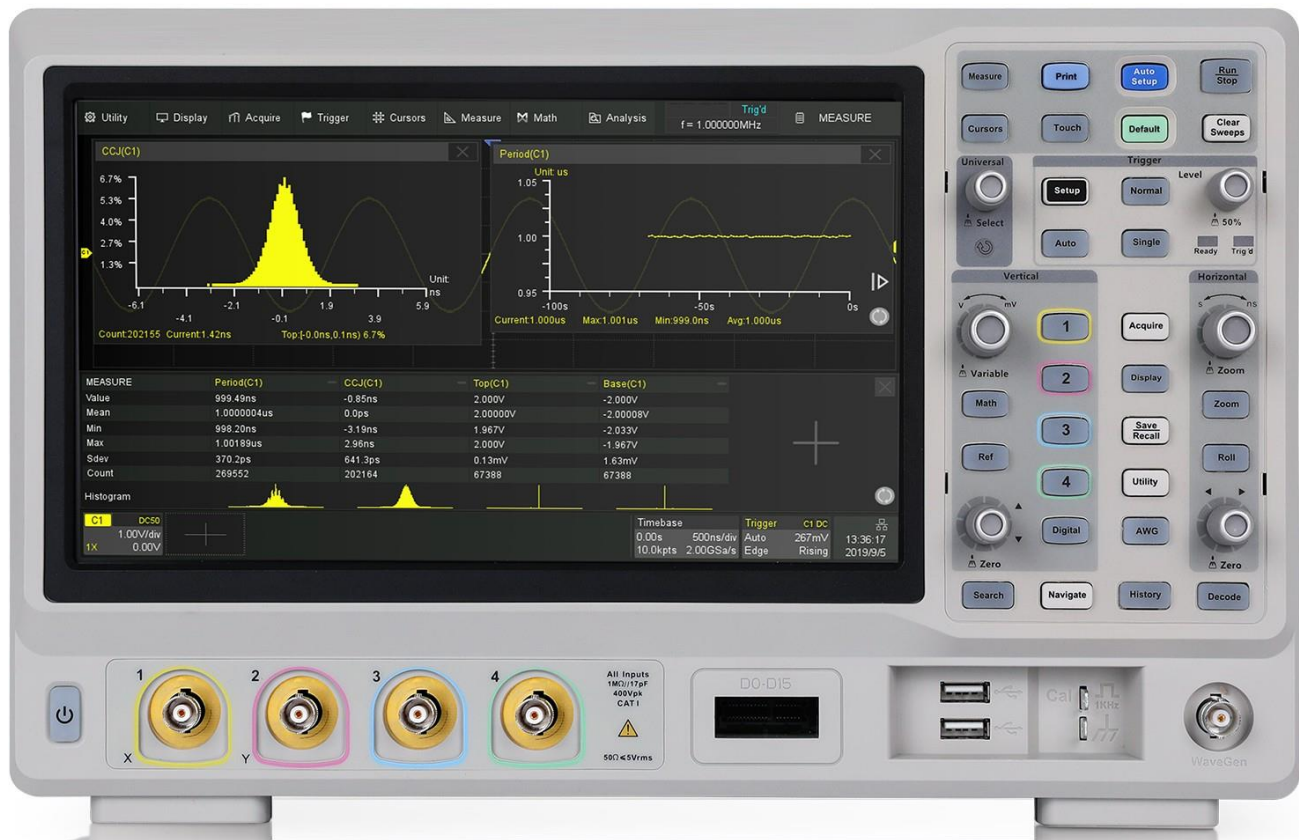 Utility Display Acquire Trigger Cursors Measure Math Analysis
Trig'd
f = 1.000000MHz
MEASURE
CCJ(C1)
6.7%
5.3%
4.0%
2.7%
1.3%
Unit:
ns
-6.1 -2.1 1.9 5.9
-4.1 -0.1 3.9
Count:202155 Current:1.42ns Top:[-0.0ns,0.1ns) 6.7%
Period(C1)
Unit: us
1.05
1.00
0.95
-100s -50s 0s
Current:1.000us Max:1.001us Min:999.0ns Avg:1.000us
MEASURE Period(C1) CCJ(C1) Top(C1) Base(C1)
Value 999.49ns -0.85ns 2.000V -2.000V
Mean 1.0000004us 0.0ps 2.00000V -2.00008V
Min 998.20ns -3.19ns 1.967V -2.033V
Max 1.00189us 2.96ns 2.000V -1.967V
Sdev 370.2ps 641.3ps 0.13mV 1.63mV
Count 269552 202164 67388 67388
Histogram
C1 DC50
1.00V/div
1X 0.00V
Timebase
0.00s 500ns/div
10.0kpts 2.00GSa/s
Trigger C1 DC
Auto 267mV
Edge Rising
13:36:17
2019/9/5
Measure
Print
Auto
Setup
Run
Stop
Cursors
Touch
Default
Clear
Sweeps
Universal
Select
Trigger
Setup
Normal
Level
50%
Auto
Single
Ready Trig'd
Vertical
V mV
Variable
1
2
3
4
Math
Ref
Digital
Zero
Acquire
Display
Save
Recall
Utility
AWG
Horizontal
s ns
Zoom
Zoom
Roll
Zero
Search
Navigate
History
Decode
1
2
3
4
X
Y
All Inputs
1MΩ//17pF
400Vpk
CAT I
50Ω≤5Vrms
D0-D15
Cal
1KHz
WaveGen